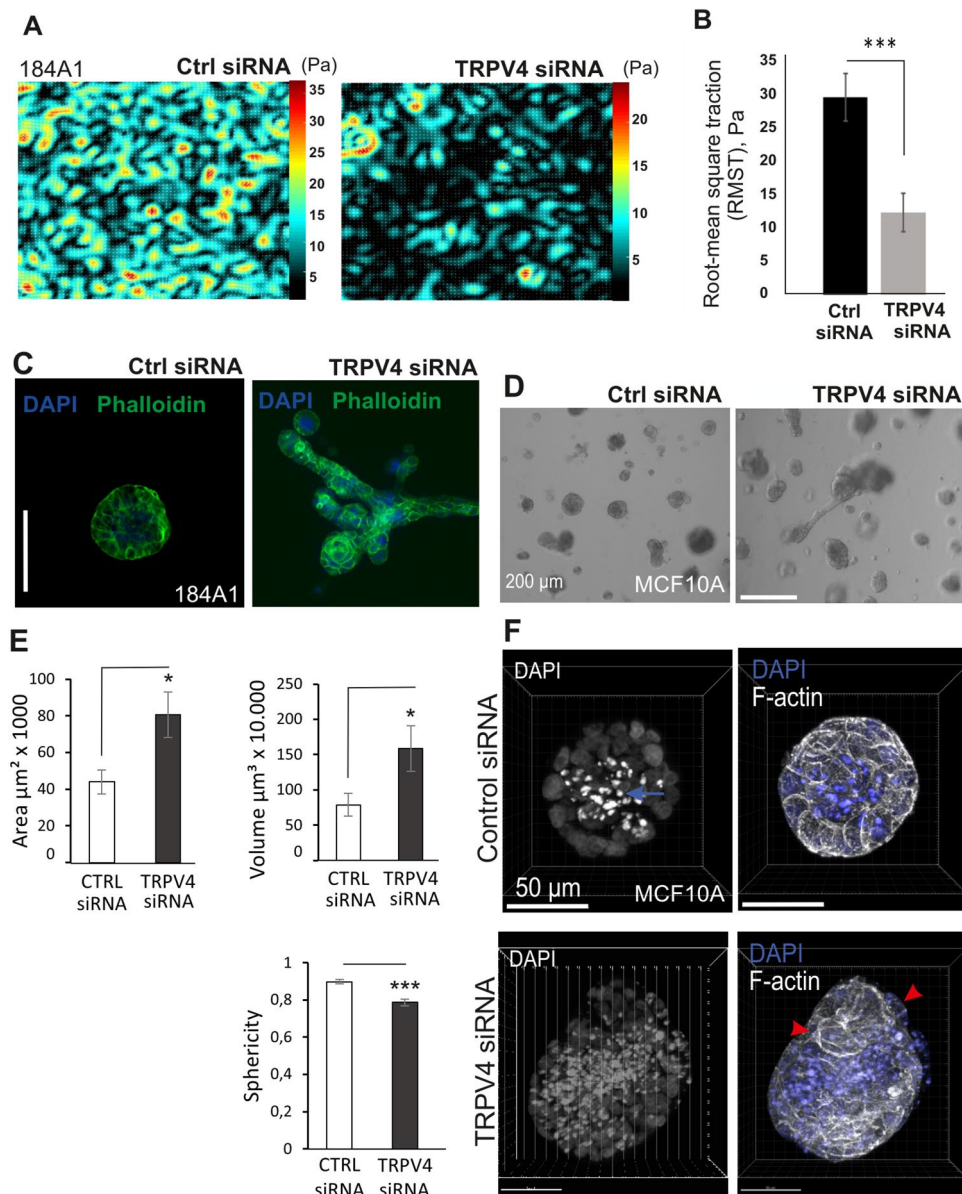 A
184A1
Ctrl siRNA (Pa)
35
30
25
20
15
10
5
TRPV4 siRNA (Pa)
20
15
10
5
B
***
Root-mean square traction
(RMST), Pa
35
30
25
20
15
10
5
0
Ctrl
siRNA
TRPV4
siRNA
C
Ctrl siRNA
DAPI Phalloidin
184A1
TRPV4 siRNA
DAPI Phalloidin
D
Ctrl siRNA
200 µm
MCF10A
TRPV4 siRNA
E
Area µm² x 1000
100
80
60
40
20
0
*
CTRL
siRNA
TRPV4
siRNA
Volume µm³ x 10.000
250
200
150
100
50
0
*
CTRL
siRNA
TRPV4
siRNA
Sphericity
1
0,8
0,6
0,4
0,2
0
***
CTRL
siRNA
TRPV4
siRNA
F
Control siRNA
DAPI
50 µm
MCF10A
DAPI
F-actin
TRPV4 siRNA
DAPI
DAPI
F-actin